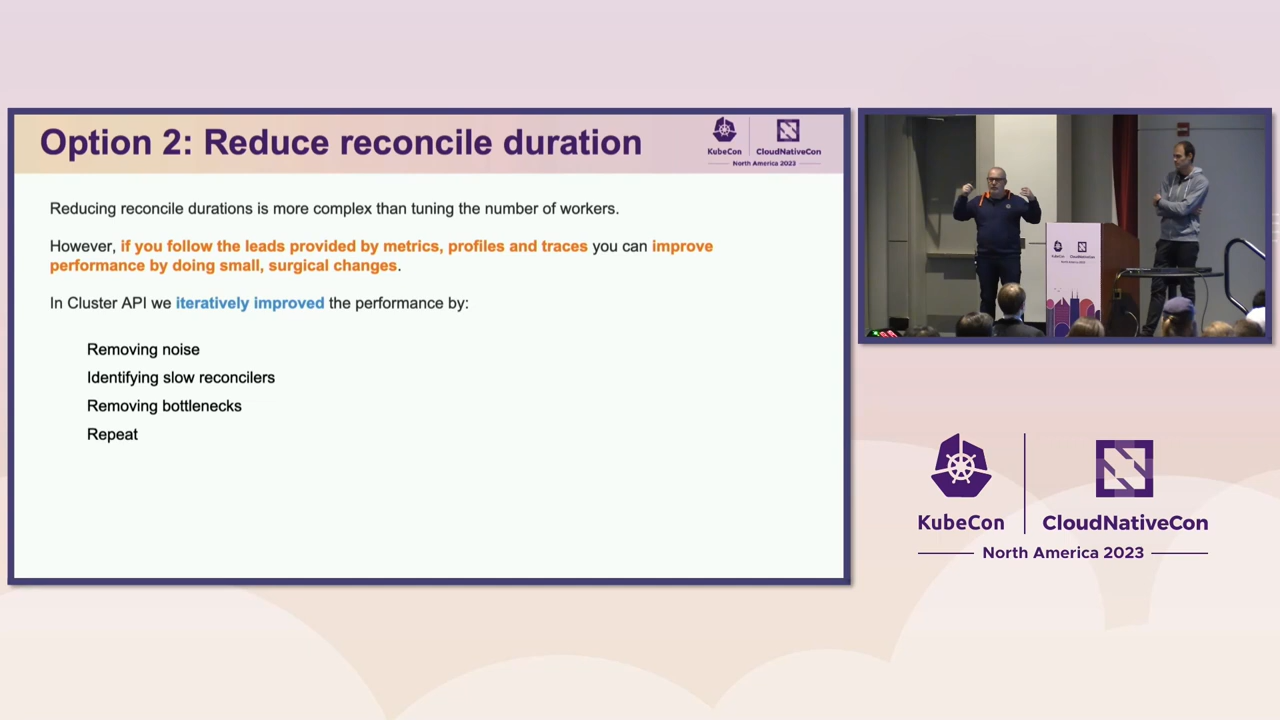 Option 2: Reduce reconcile duration
KubeCon
CloudNativeCon
North America 2023
Reducing reconcile durations is more complex than tuning the number of workers.
However, if you follow the leads provided by metrics, profiles and traces you can improve
performance by doing small, surgical changes.
In Cluster API we iteratively improved the performance by:
Removing noise
Identifying slow reconcilers
Removing bottlenecks
Repeat
KubeCon
CloudNativeCon
North America 2023